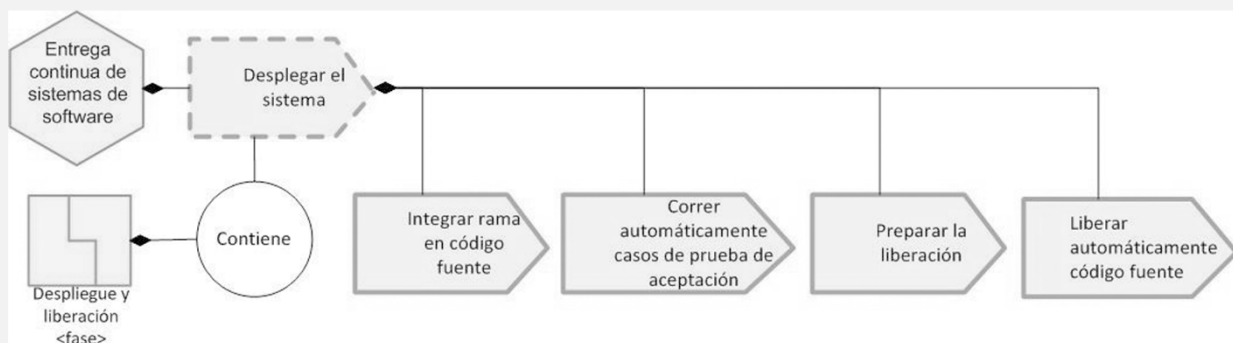 Entrega
continua de
sistemas de
software
Desplegar el
sistema
Contiene
Despliegue y
liberación
<fase>
Integrar rama
en código
fuente
Correr
automáticamente
casos de prueba de
aceptación
Preparar la
liberación
Liberar
automáticamente
código fuente